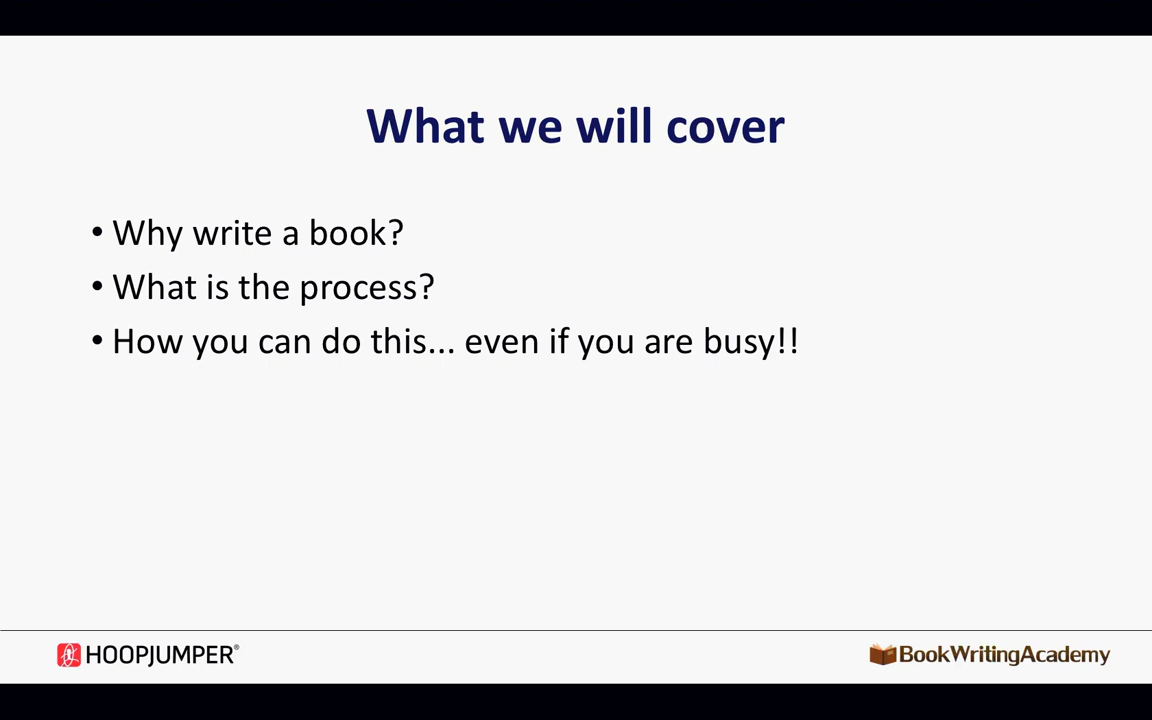 What we will cover
• Why write a book?
• What is the process?
• How you can do this... even if you are busy!!
HOOPJUMPER®
BookWritingAcademy